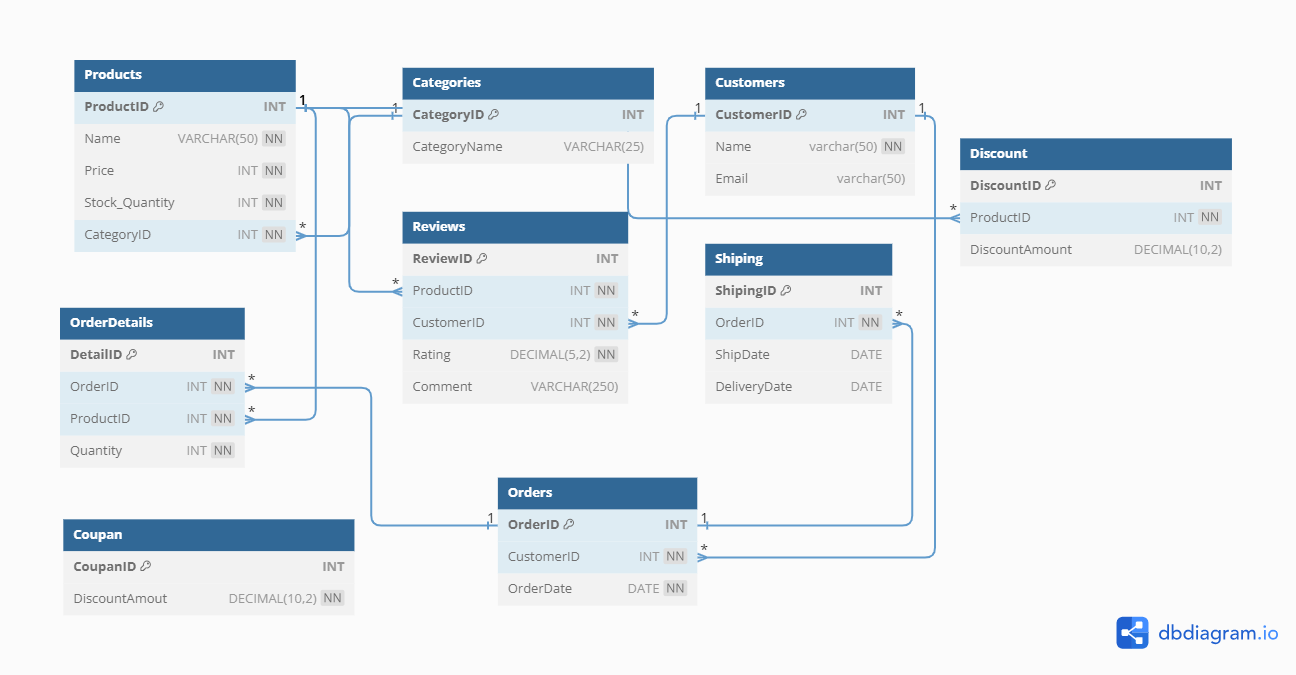 Products
ProductID INT
Name VARCHAR(50) NN
Price INT NN
Stock_Quantity INT NN
CategoryID INT NN
1
*
Categories
1
CategoryID INT
CategoryName VARCHAR(25)
Customers
1
CustomerID INT
1
Name varchar(50) NN
Email varchar(50)
Discount
DiscountID INT
*
ProductID INT NN
DiscountAmount DECIMAL(10,2)
Reviews
ReviewID INT
*
ProductID INT NN
CustomerID INT NN
*
Rating DECIMAL(5,2) NN
Comment VARCHAR(250)
Shiping
ShipingID INT
OrderID INT NN
*
ShipDate DATE
DeliveryDate DATE
OrderDetails
DetailID INT
OrderID INT NN
*
ProductID INT NN
*
Quantity INT NN
Orders
1
OrderID INT
1
CustomerID INT NN
*
OrderDate DATE NN
Coupan
CoupanID INT
DiscountAmout DECIMAL(10,2) NN
dbdiagram.io